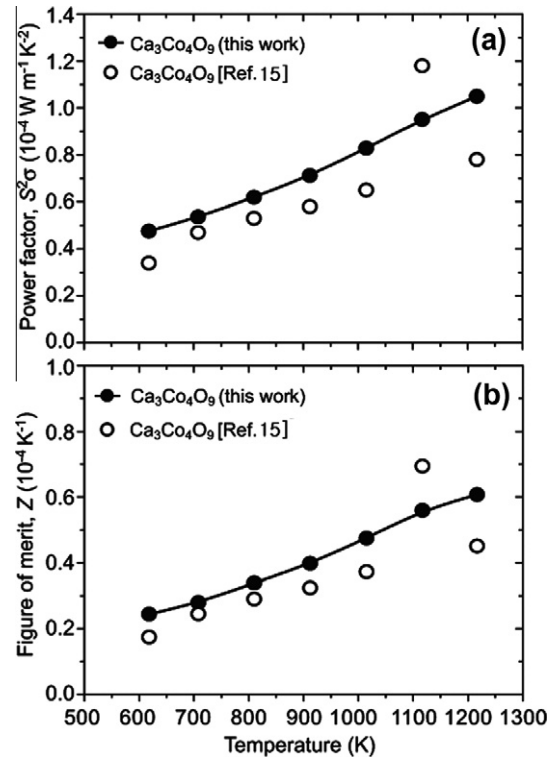 1.4
Ca₃Co₄O₉ (this work)
(a)
Ca₃Co₄O₉ [Ref. 15]
1.2
1.0
0.8
0.6
0.4
0.2
0.0
Power factor, S²σ (10⁻⁴ W m⁻¹ K⁻²)
1.0
Ca₃Co₄O₉ (this work)
(b)
Ca₃Co₄O₉ [Ref. 15]
0.8
0.6
0.4
0.2
0.0
Figure of merit, Z (10⁻⁴ K⁻¹)
500 600 700 800 900 1000 1100 1200 1300
Temperature (K)